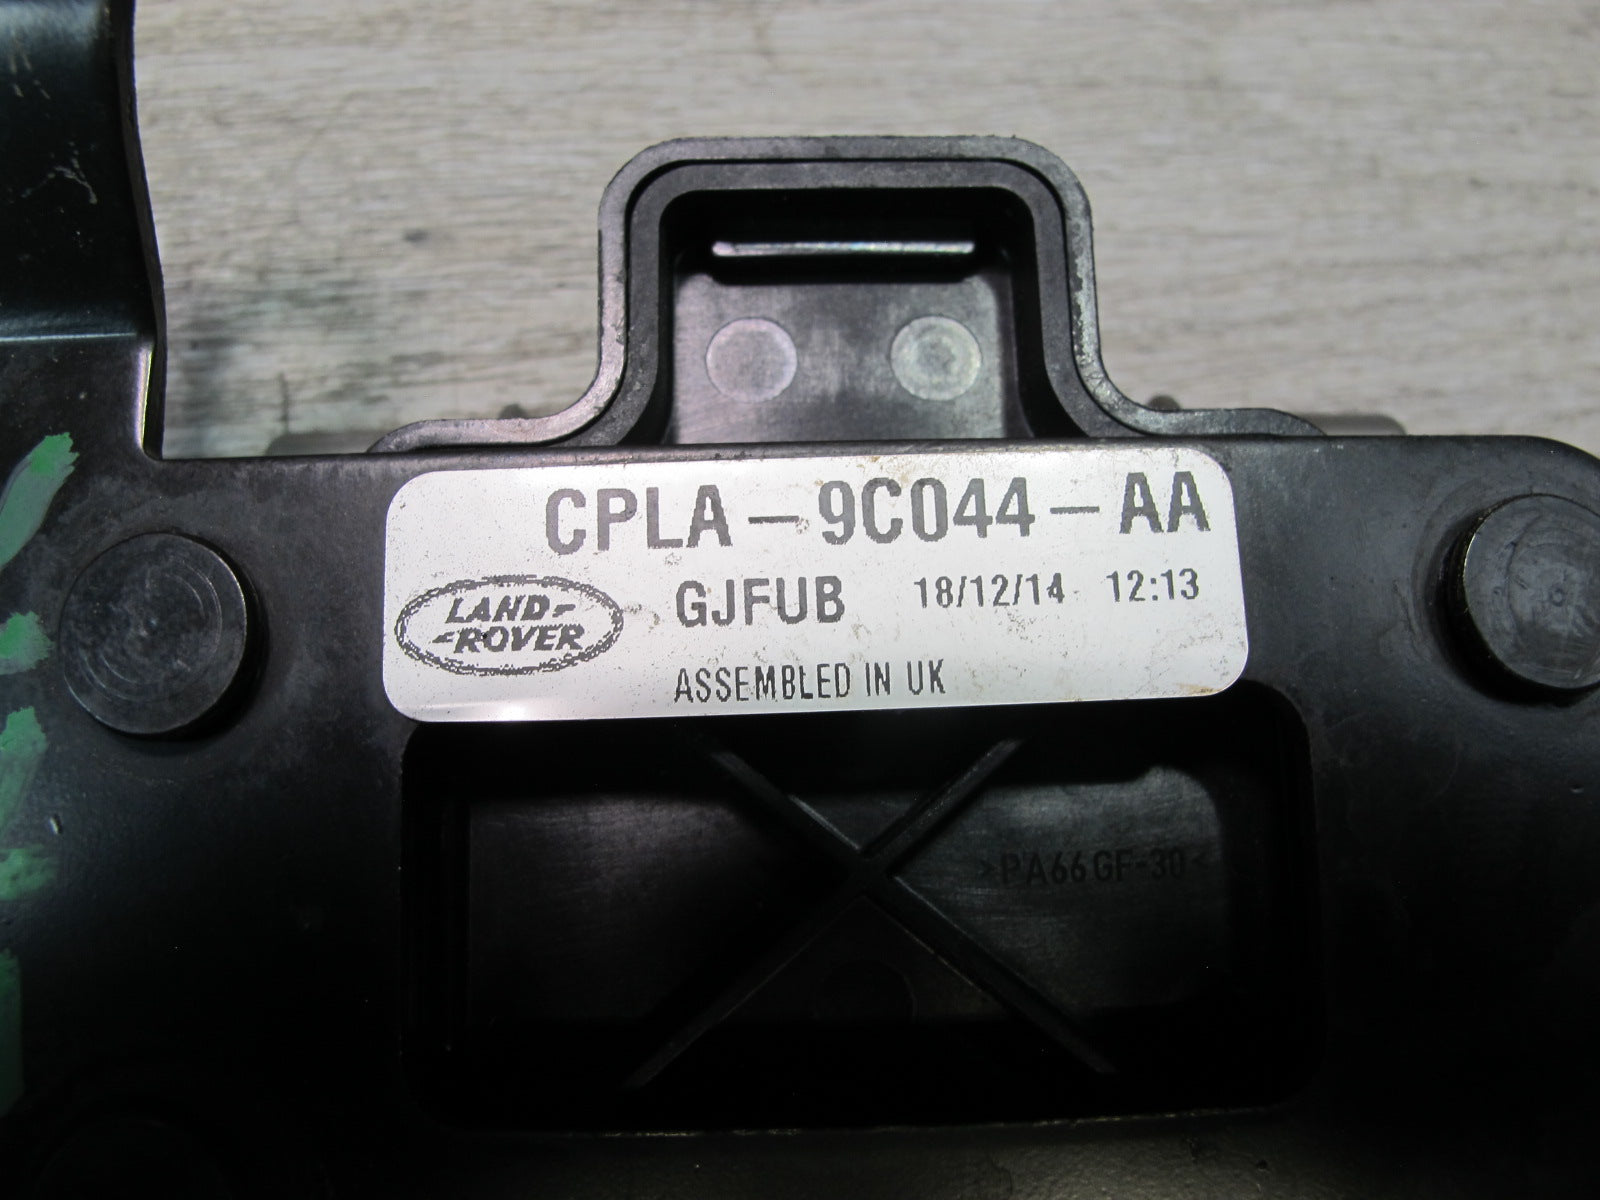 CPLA-9C044-AA
LAND-
-ROVER
GJFUB 18/12/14 12:13
ASSEMBLED IN UK
>PA66 GF-30<